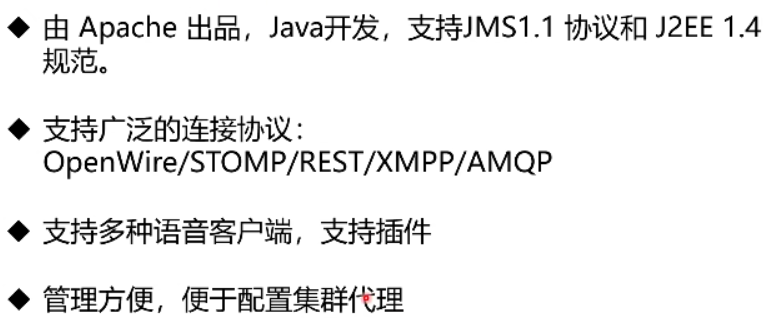 ◆ 由 Apache 出品，Java开发，支持JMS1.1 协议和 J2EE 1.4
规范。
◆ 支持广泛的连接协议：
OpenWire/STOMP/REST/XMPP/AMQP
◆ 支持多种语音客户端，支持插件
◆ 管理方便，便于配置集群代理